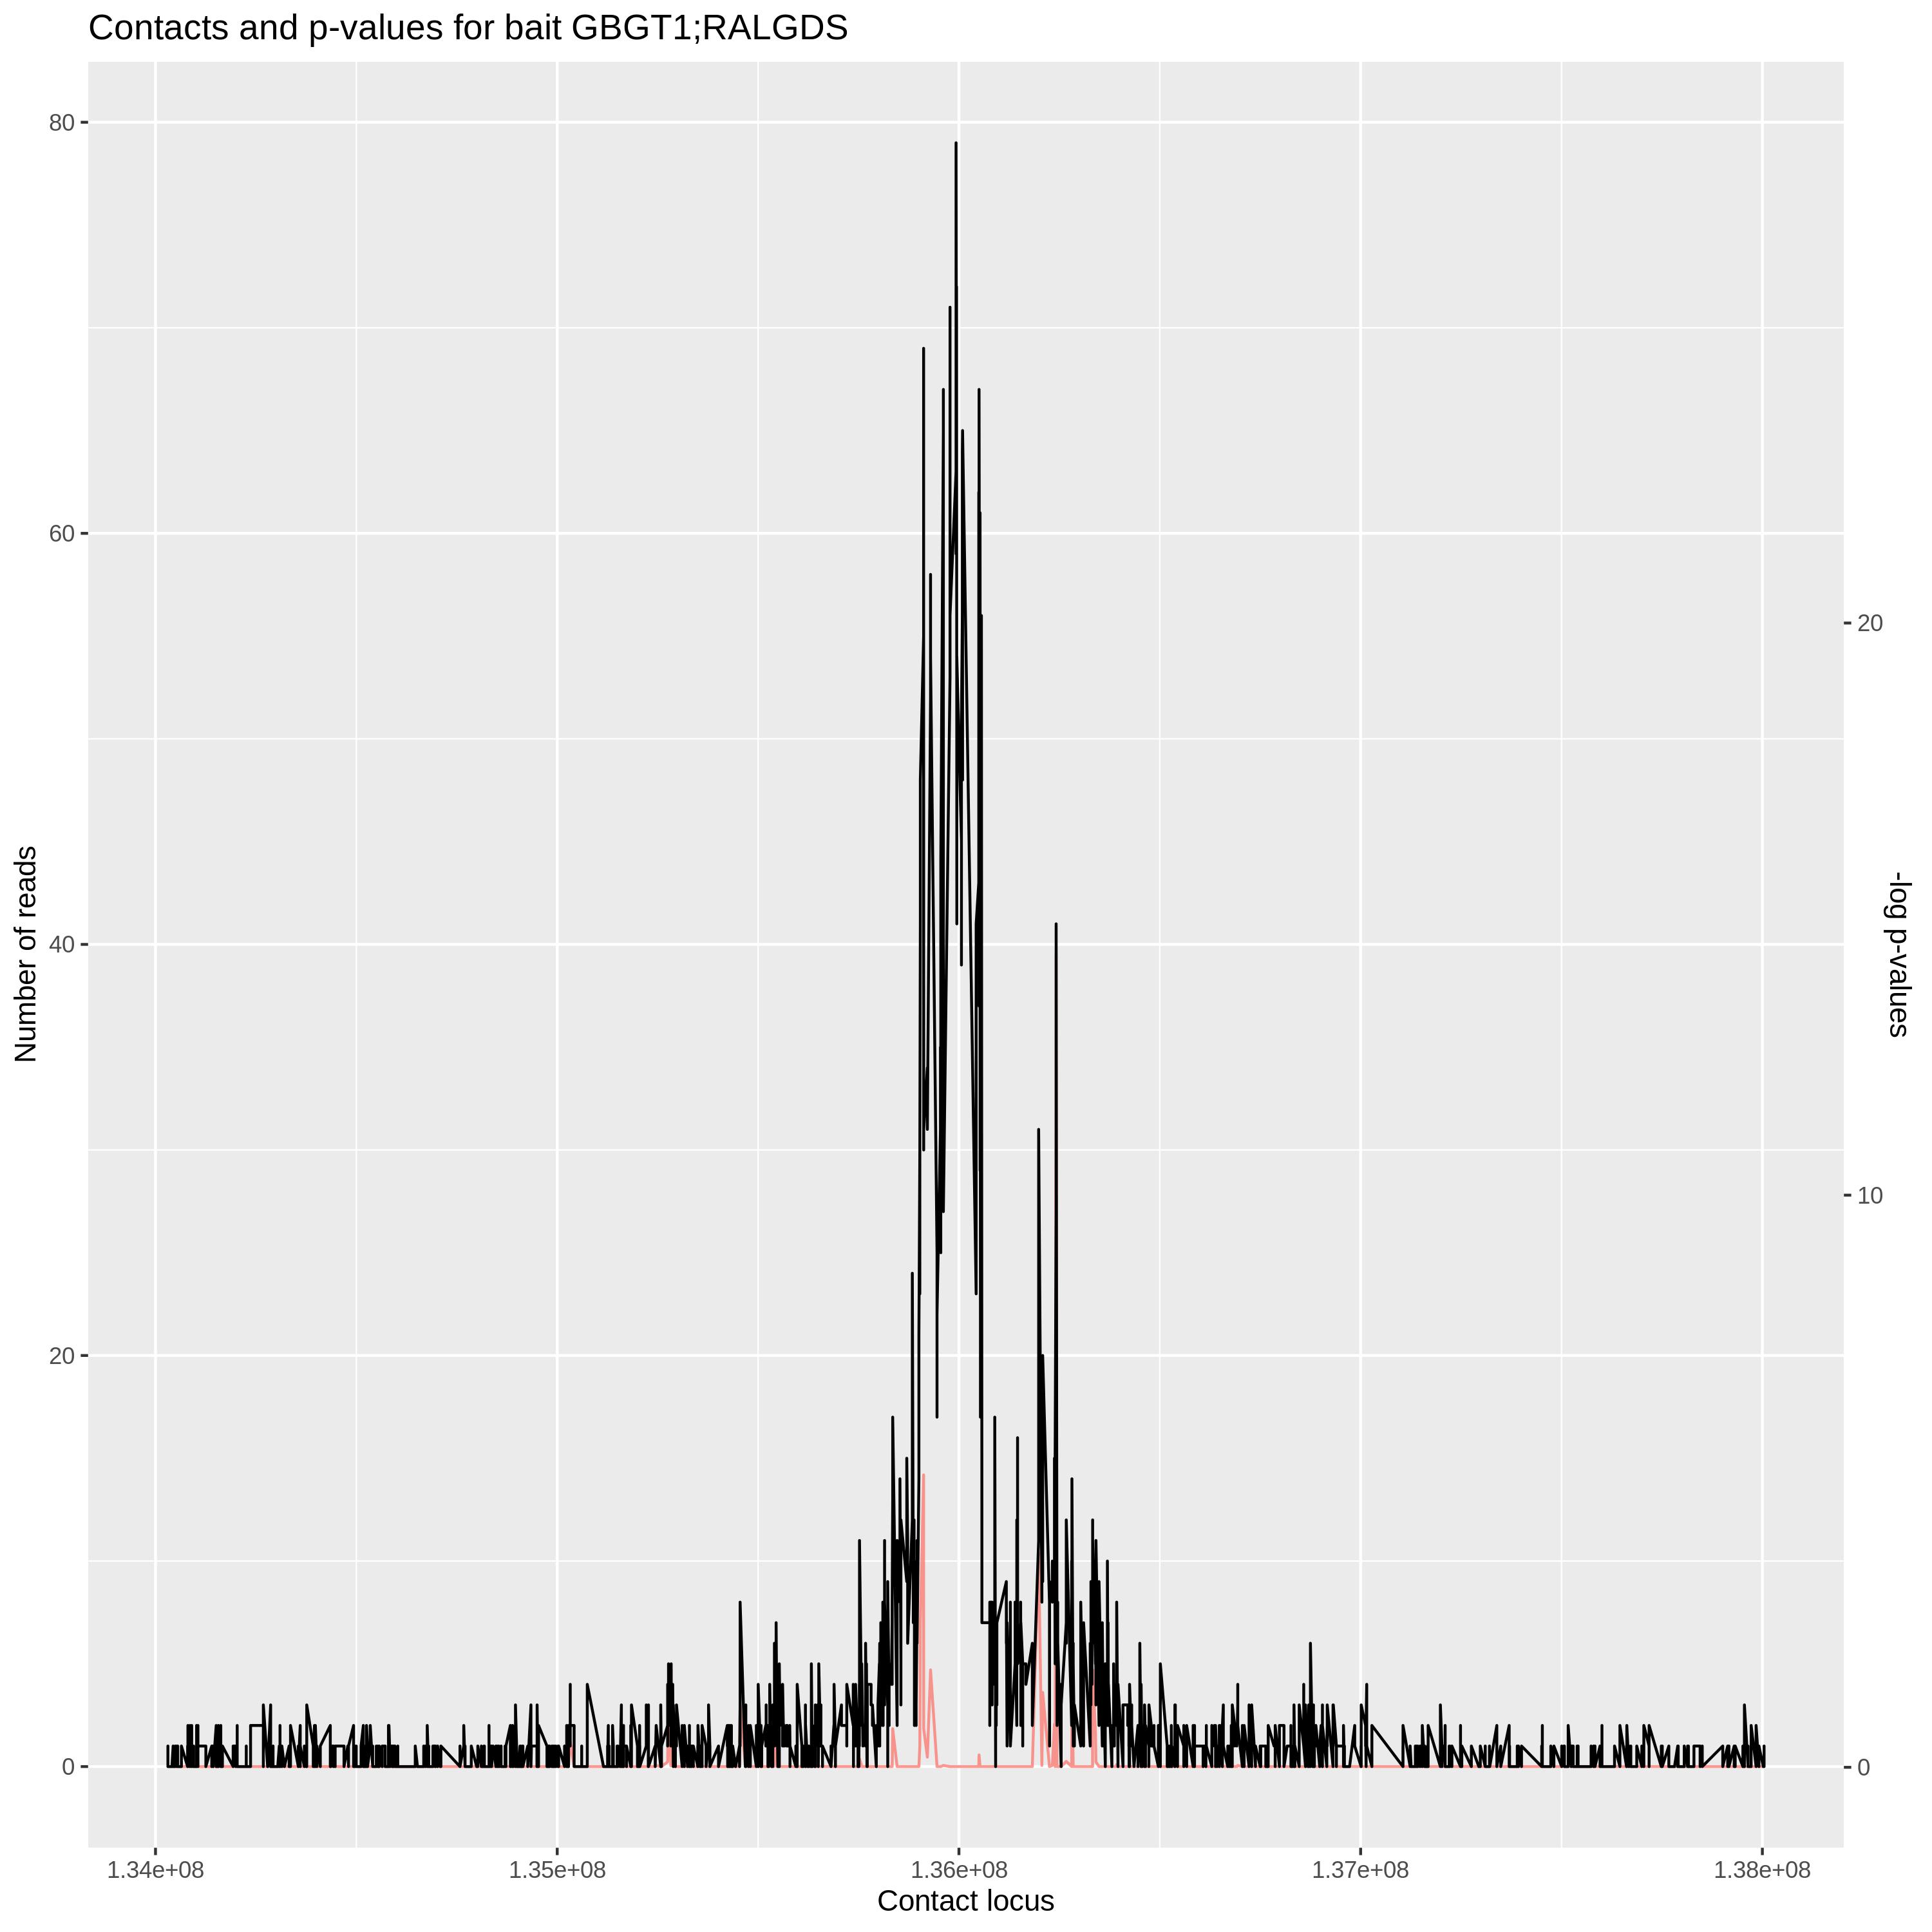 Contacts and p-values for bait GBGT1;RALGDS
80
60
40
20
0
Number of reads
20
10
0
-log p-values
1.34e+08
1.35e+08
1.36e+08
1.37e+08
1.38e+08
Contact locus